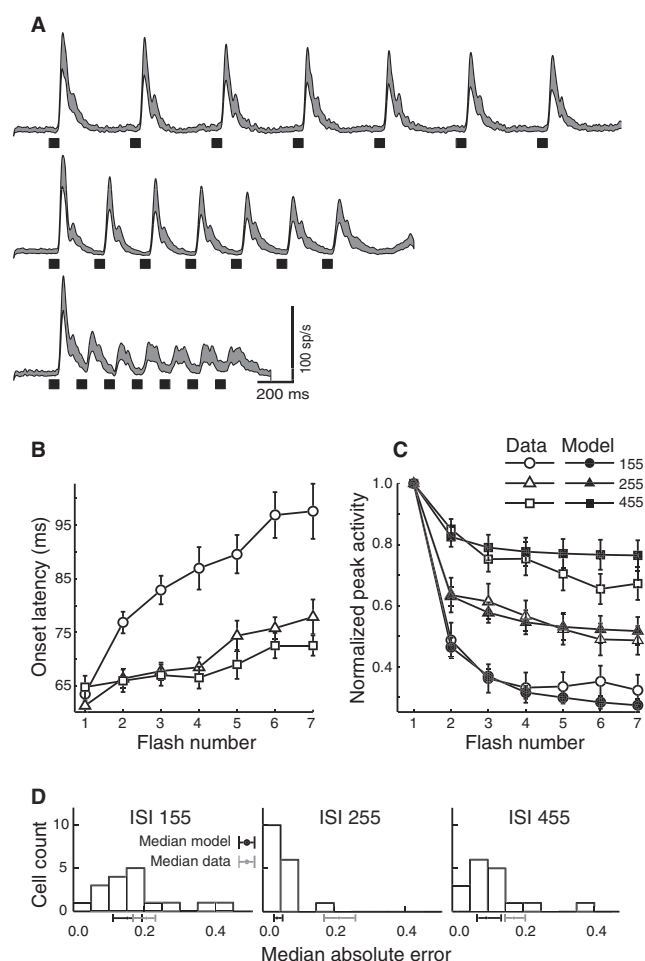 A
100 sp/s
200 ms
B
C
Data Model
155
255
455
95
85
75
65
Onset latency (ms)
1 2 3 4 5 6 7
Flash number
1.0
0.8
0.6
0.4
Normalized peak activity
1 2 3 4 5 6 7
Flash number
D
ISI 155 ISI 255 ISI 455
10
5
0
Cell count
Median model
Median data
0.0 0.2 0.4 0.0 0.2 0.4 0.0 0.2 0.4
Median absolute error